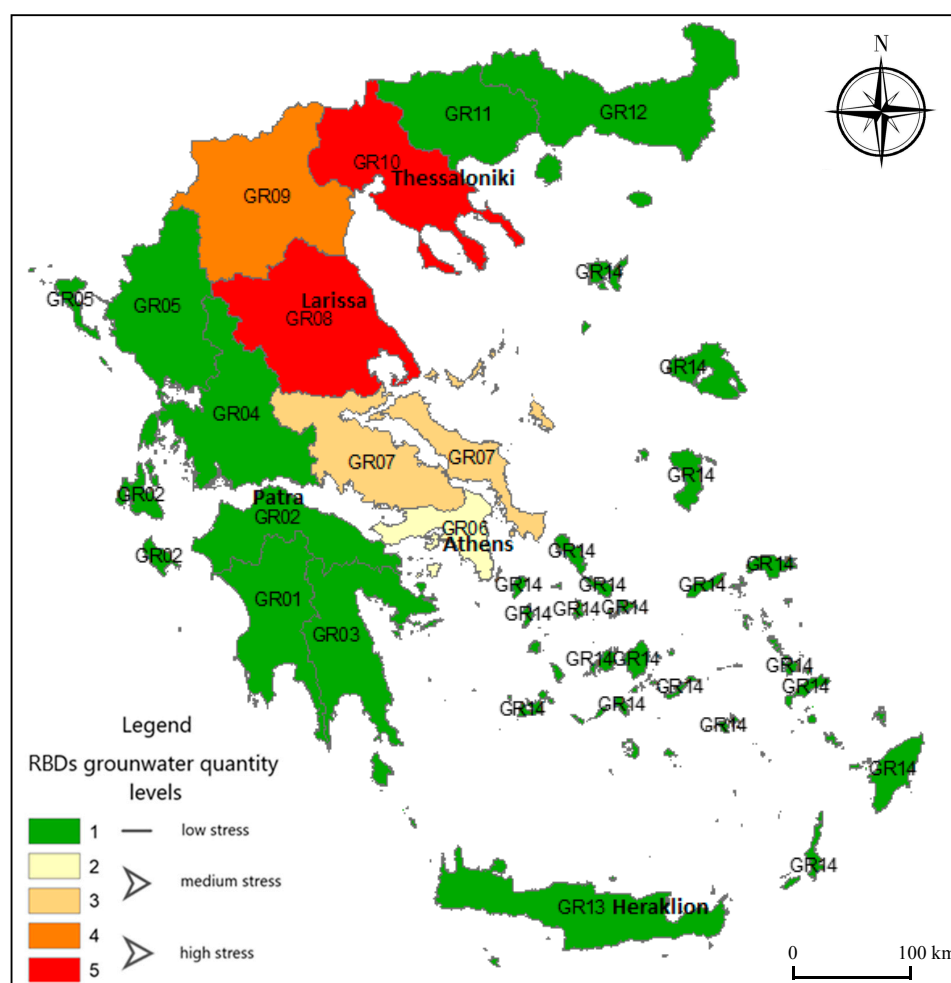 N
GR11
GR12
GR10
Thessaloniki
GR09
GR14
GR05
GR05
Larissa
GR08
GR14
GR04
GR07
GR07
GR14
GR02
Patra
GR02
GR06
Athens
GR02
GR14
GR14
GR14
GR14
GR14
GR14
GR14
GR14
GR01
GR03
GR14
GR14
GR14
GR14
GR14
GR14
GR14
GR14
Legend
RBDs grounwater quantity
levels
1 low stress
2
medium stress
3
4
high stress
5
GR14
GR14
GR13 Heraklion
0 100 km